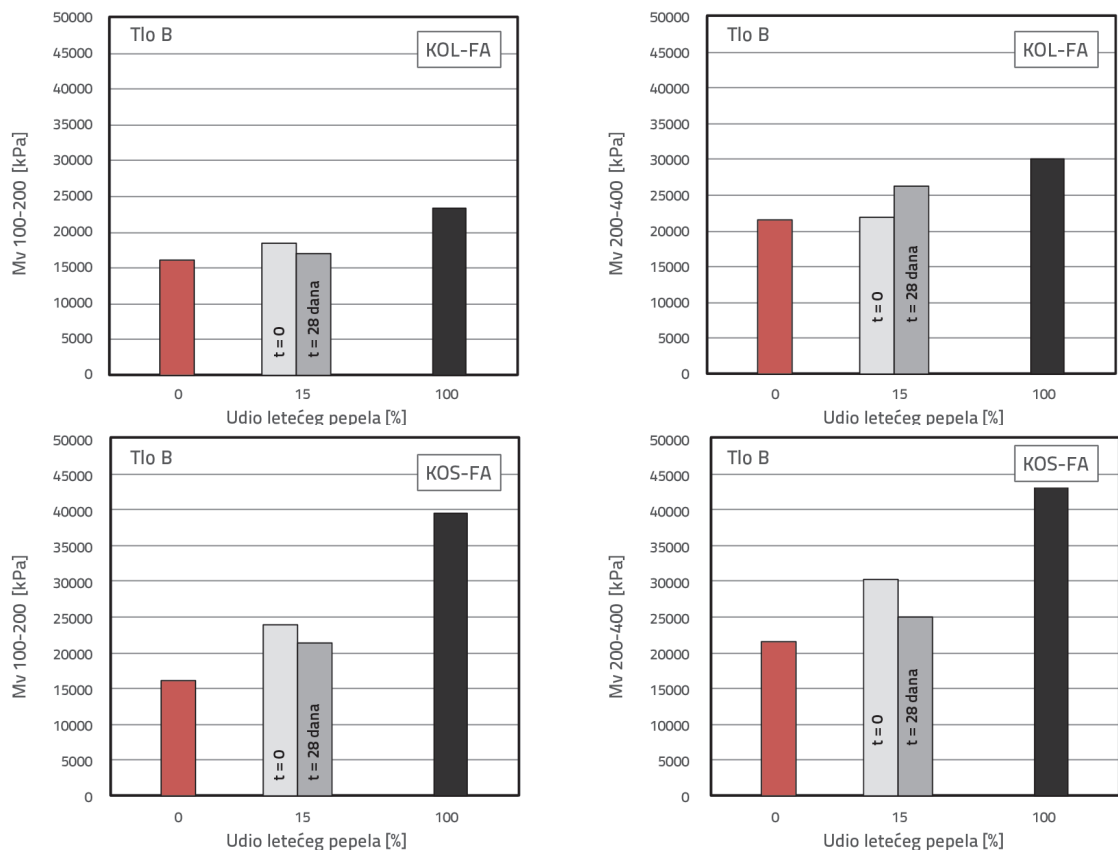 Tlo B
KOL-FA
Mv 100-200 [kPa]
50000
45000
40000
35000
30000
25000
20000
15000
10000
5000
0
t = 0
t = 28 dana
0 15 100
Udio letećeg pepela [%]
Tlo B
KOL-FA
Mv 200-400 [kPa]
50000
45000
40000
35000
30000
25000
20000
15000
10000
5000
0
t = 0
t = 28 dana
0 15 100
Udio letećeg pepela [%]
Tlo B
KOS-FA
Mv 100-200 [kPa]
50000
45000
40000
35000
30000
25000
20000
15000
10000
5000
0
t = 0
t = 28 dana
0 15 100
Udio letećeg pepela [%]
Tlo B
KOS-FA
Mv 200-400 [kPa]
50000
45000
40000
35000
30000
25000
20000
15000
10000
5000
0
t = 0
t = 28 dana
0 15 100
Udio letećeg pepela [%]